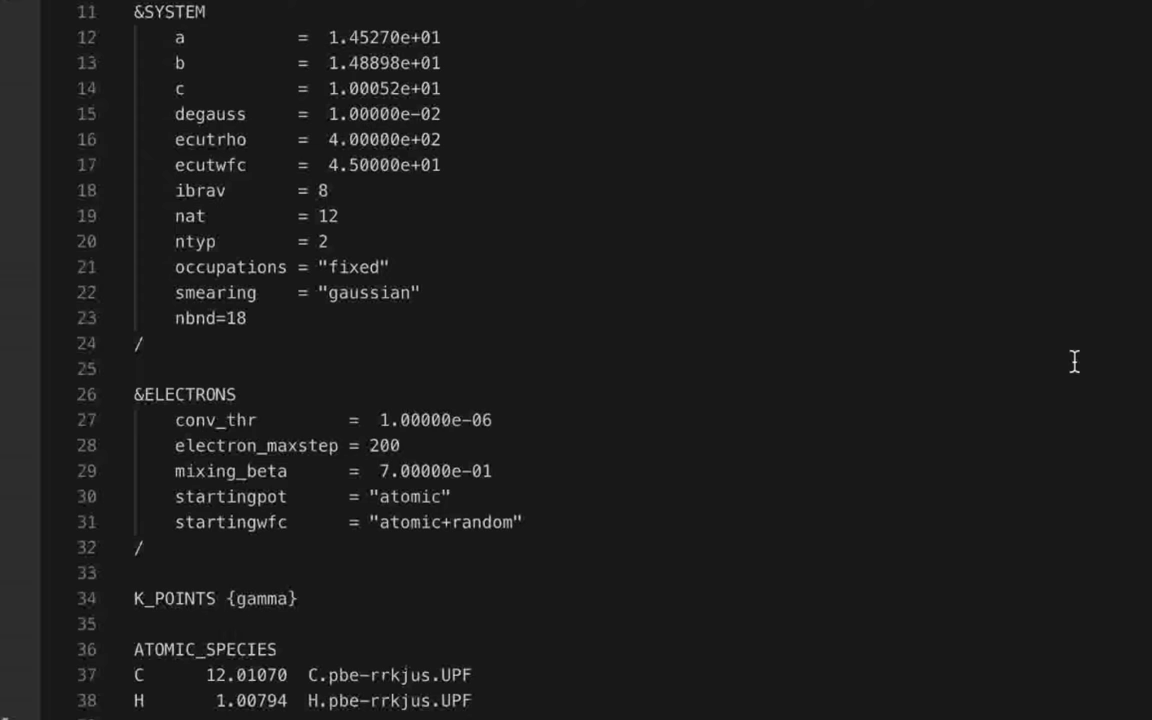 11 &SYSTEM
12 a = 1.45270e+01
13 b = 1.48898e+01
14 c = 1.00052e+01
15 degauss = 1.00000e-02
16 ecutrho = 4.00000e+02
17 ecutwfc = 4.50000e+01
18 ibrav = 8
19 nat = 12
20 ntyp = 2
21 occupations = "fixed"
22 smearing = "gaussian"
23 nbnd=18
24 /
25
26 &ELECTRONS
27 conv_thr = 1.00000e-06
28 electron_maxstep = 200
29 mixing_beta = 7.00000e-01
30 startingpot = "atomic"
31 startingwfc = "atomic+random"
32 /
33
34 K_POINTS {gamma}
35
36 ATOMIC_SPECIES
37 C 12.01070 C.pbe-rrkjus.UPF
38 H 1.00794 H.pbe-rrkjus.UPF